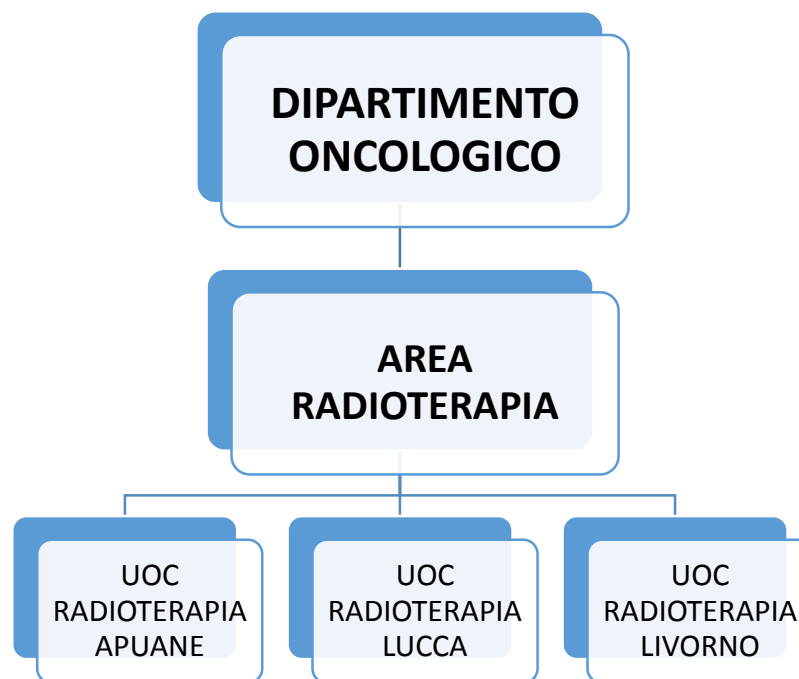 DIPARTIMENTO
ONCOLOGICO
AREA
RADIOTERAPIA
UOC
RADIOTERAPIA
APUANE
UOC
RADIOTERAPIA
LUCCA
UOC
RADIOTERAPIA
LIVORNO